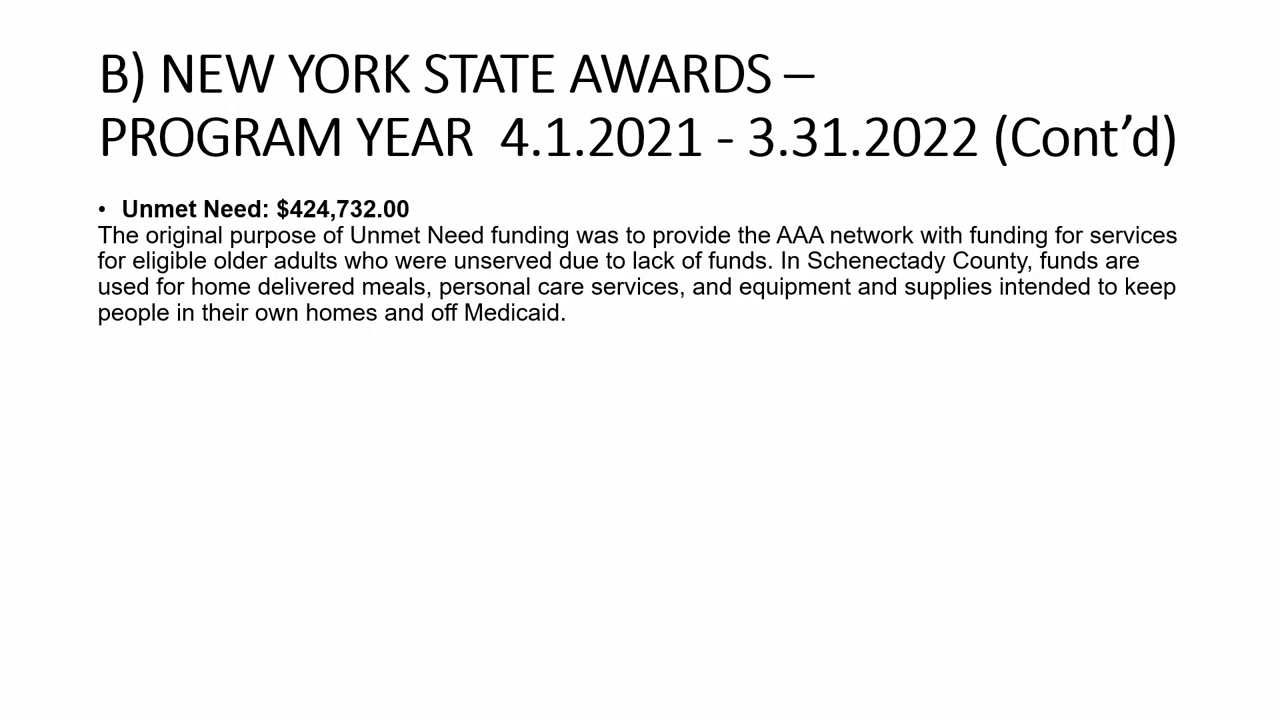 B) NEW YORK STATE AWARDS –
PROGRAM YEAR 4.1.2021 - 3.31.2022 (Cont’d)
• Unmet Need: $424,732.00
The original purpose of Unmet Need funding was to provide the AAA network with funding for services
for eligible older adults who were unserved due to lack of funds. In Schenectady County, funds are
used for home delivered meals, personal care services, and equipment and supplies intended to keep
people in their own homes and off Medicaid.